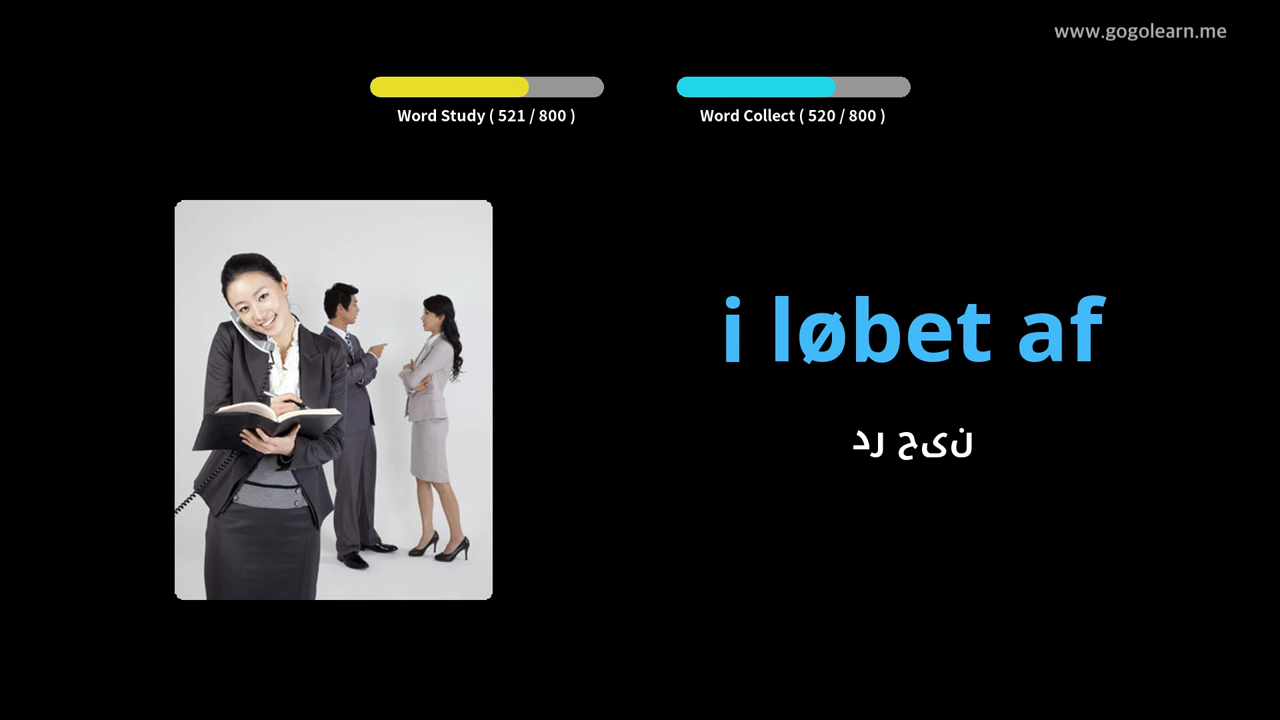 www.gogolearn.me
Word Study ( 521 / 800 )
Word Collect ( 520 / 800 )
i løbet af
در حین